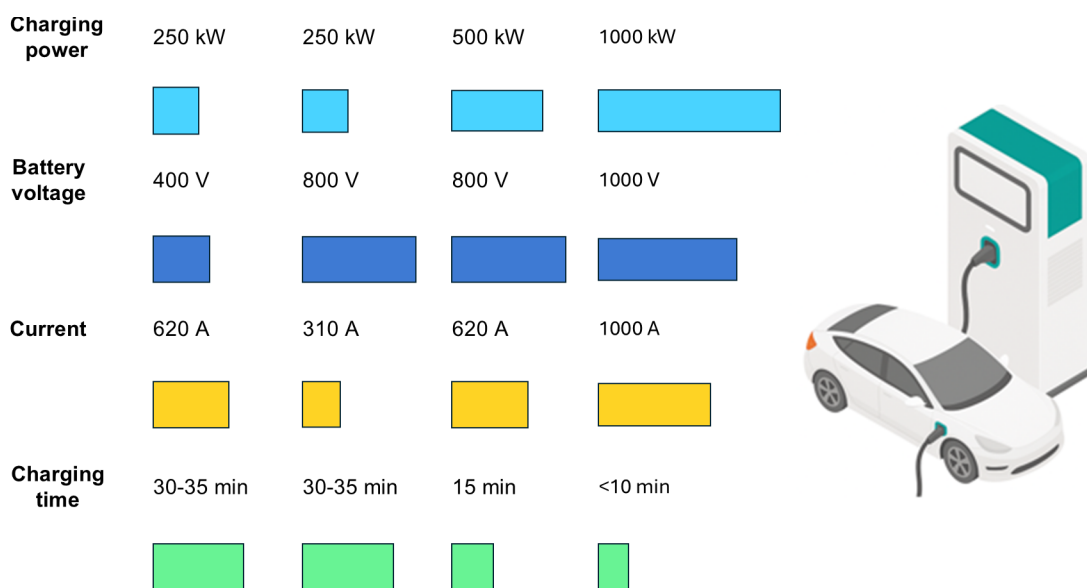 Charging
power
250 kW 250 kW 500 kW 1000 kW
Battery
voltage
400 V 800 V 800 V 1000 V
Current 620 A 310 A 620 A 1000 A
Charging
time
30-35 min 30-35 min 15 min <10 min